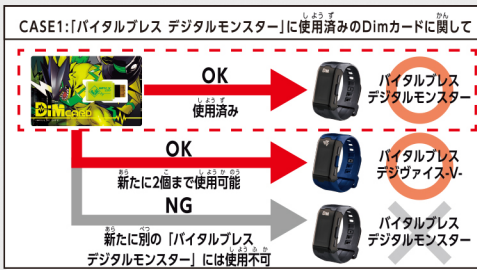 CASE1:「バイタルブレス デジタルモンスター」に使用済みのDimカードに関して
OK
使用済み
バイタルブレス
デジタルモンスター
DiMCARD
OK
新たに2個まで使用可能
バイタルブレス
デジヴァイス-V-
NG
新たに別の「バイタルブレス
デジタルモンスター」には使用不可
バイタルブレス
デジタルモンスター